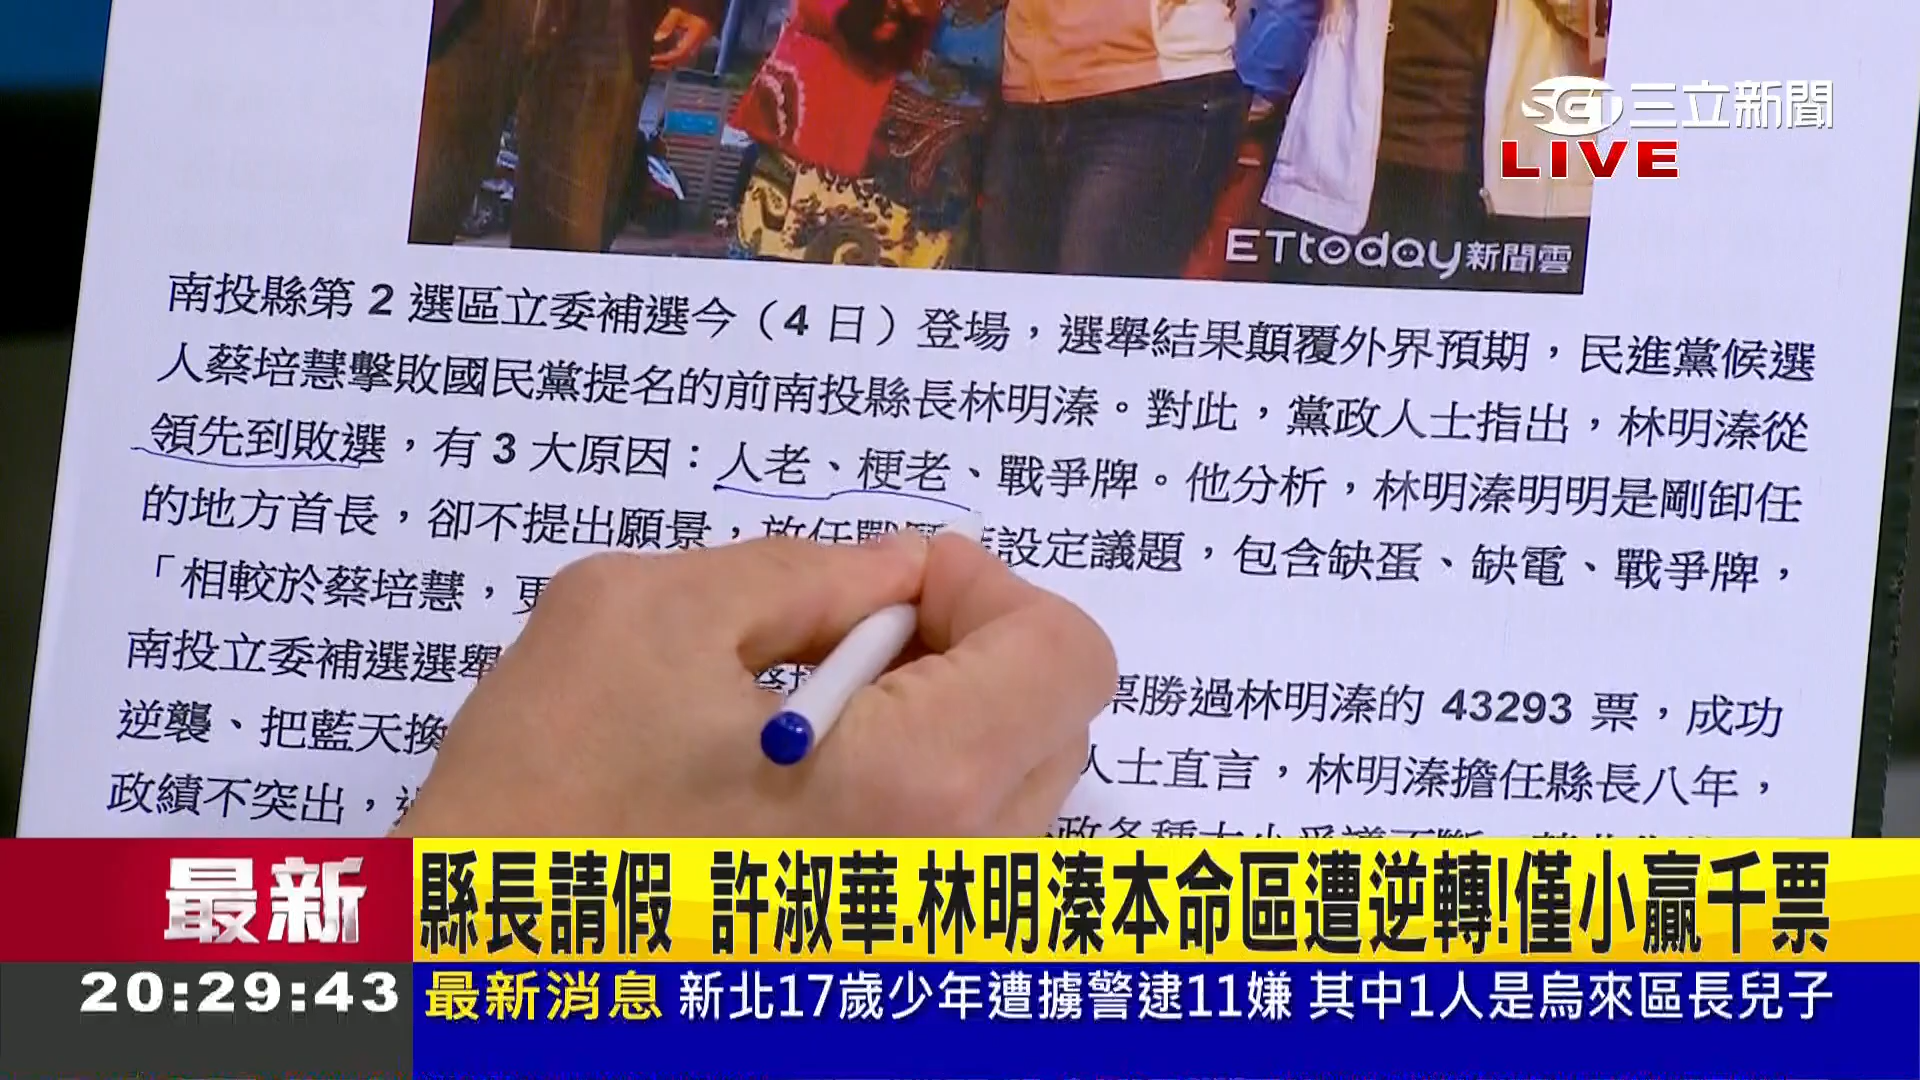 SET 三立新聞
LIVE
ETtoday新聞雲
南投縣第 2 選區立委補選今（4 日）登場，選舉結果顛覆外界預期，民進黨候選
人蔡培慧擊敗國民黨提名的前南投縣長林明溱。對此，黨政人士指出，林明溱從
領先到敗選，有 3 大原因：人老、梗老、戰爭牌。他分析，林明溱明明是剛卸任
的地方首長，卻不提出願景，放任戰 設定議題，包含缺蛋、缺電、戰爭牌，
「相較於蔡培慧，更
南投立委補選選舉 票勝過林明溱的 43293 票，成功
逆襲、把藍天換 人士直言，林明溱擔任縣長八年，
政績不突出，
最新 縣長請假 許淑華.林明溱本命區遭逆轉!僅小贏千票
20:29:43 最新消息 新北17歲少年遭擄警逮11嫌 其中1人是烏來區長兒子